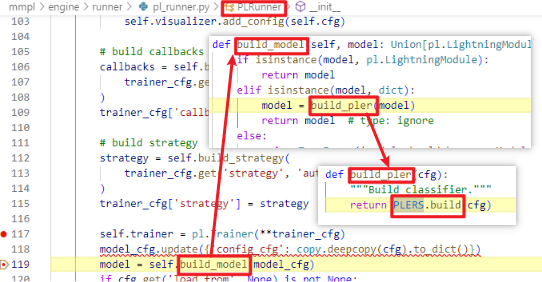 mmpl > engine > runner > pl_runner.py > PLRunner > __init__
103 self.visualizer.add_config(self.cfg)
104
105 # build callbacks
106 callbacks = self.b
107 trainer_cfg.ge
108 )
109 trainer_cfg['callb
110
111 # build strategy
112 strategy = self.build_strategy(
113 trainer_cfg.get('strategy', 'aut
114 )
115 trainer_cfg['strategy'] = strategy
116
117 self.trainer = pl.Trainer(**trainer_cfg)
118 model_cfg.update({'config_cfg': copy.deepcopy(cfg).to_dict()})
119 model = self.build_model(model_cfg)
120 if cfg.get('load_from', None) is not None:
def build_model(self, model: Union[pl.LightningModul
if isinstance(model, pl.LightningModule):
return model
elif isinstance(model, dict):
model = build_pler(model)
return model # type: ignore
else:
def build_pler(cfg):
"""Build classifier."""
return PLERS.build(cfg)